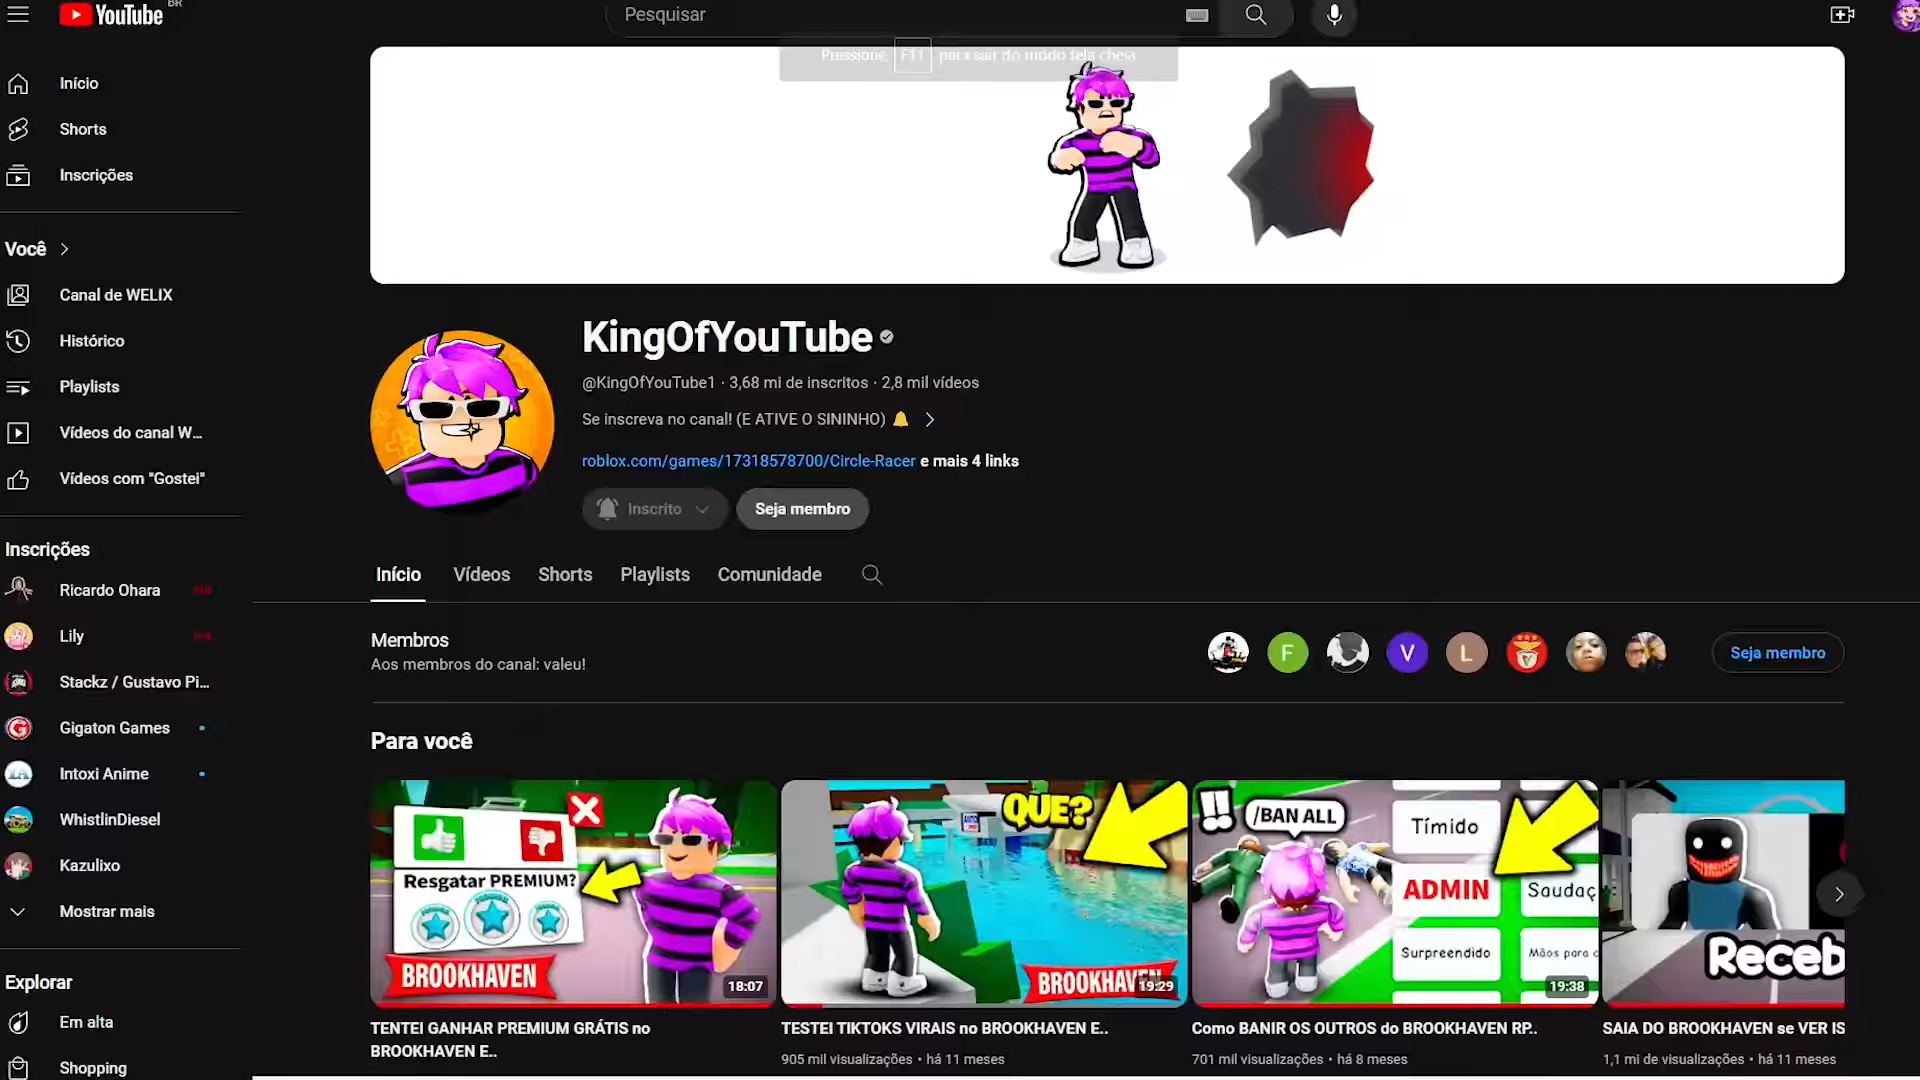 YouTube BR
Pesquisar
Pressione F11 para sair do modo tela cheia
Início
Shorts
Inscrições
Você
Canal de WELIX
Histórico
Playlists
Vídeos do canal W...
Vídeos com "Gostei"
Inscrições
Ricardo Ohara
Lily
Stackz / Gustavo Pi...
Gigaton Games
Intoxi Anime
WhistlinDiesel
Kazulixo
Mostrar mais
Explorar
Em alta
Shopping
KingOfYouTube
@KingOfYouTube1 · 3,68 mi de inscritos · 2,8 mil vídeos
Se inscreva no canal! (E ATIVE O SININHO) 🔔
roblox.com/games/17318578700/Circle-Racer e mais 4 links
Inscrito
Seja membro
Início Vídeos Shorts Playlists Comunidade
Membros
Aos membros do canal: valeu!
F V L
Seja membro
Para você
Resgatar PREMIUM?
BROOKHAVEN
18:07
TENTEI GANHAR PREMIUM GRÁTIS no
BROOKHAVEN E..
QUE?
BROOKHAVEN
19:29
TESTEI TIKTOKS VIRAIS no BROOKHAVEN E..
905 mil visualizações • há 11 meses
!! /BAN ALL
Tímido
ADMIN
Saudaç
Surpreendido
Mãos para c
19:38
Como BANIR OS OUTROS do BROOKHAVEN RP..
701 mil visualizações • há 8 meses
Receb
SAIA DO BROOKHAVEN se VER IS
1,1 mi de visualizações • há 11 meses